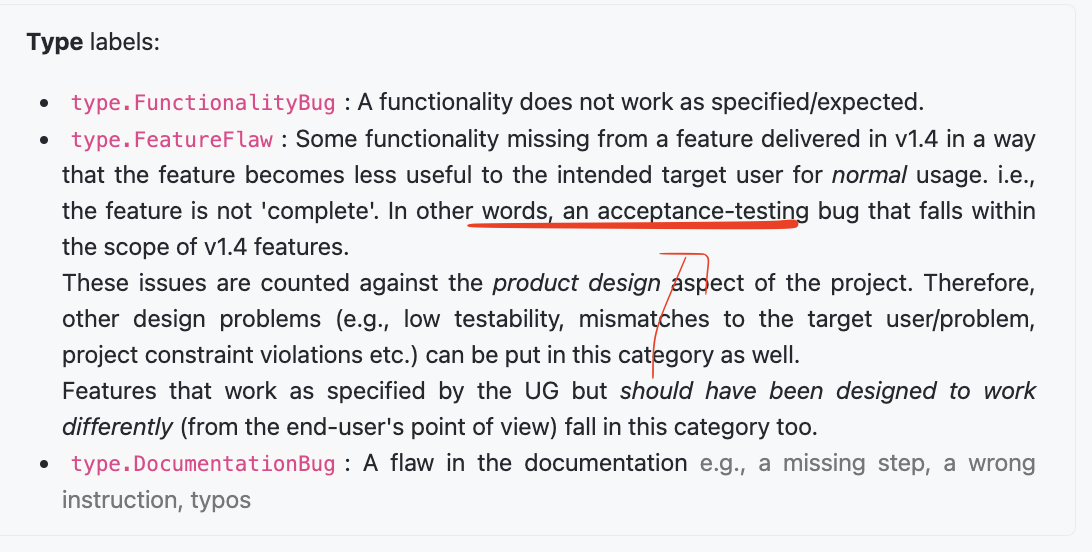 Type labels:
• type.FunctionalityBug : A functionality does not work as specified/expected.
• type.FeatureFlaw : Some functionality missing from a feature delivered in v1.4 in a way
that the feature becomes less useful to the intended target user for normal usage. i.e.,
the feature is not 'complete'. In other words, an acceptance-testing bug that falls within
the scope of v1.4 features.
These issues are counted against the product design aspect of the project. Therefore,
other design problems (e.g., low testability, mismatches to the target user/problem,
project constraint violations etc.) can be put in this category as well.
Features that work as specified by the UG but should have been designed to work
differently (from the end-user's point of view) fall in this category too.
• type.DocumentationBug : A flaw in the documentation e.g., a missing step, a wrong
instruction, typos